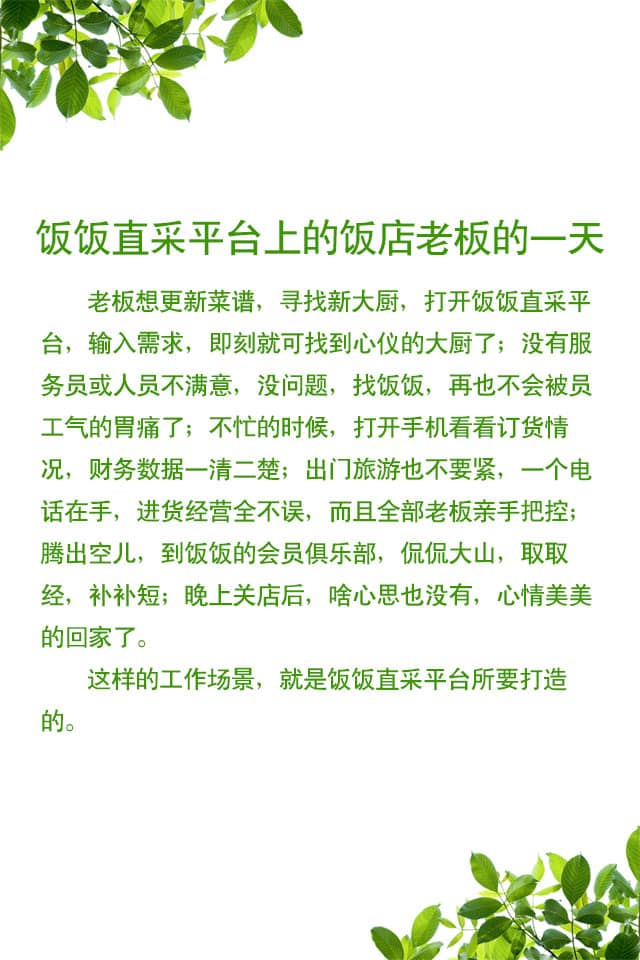 饭饭直采平台上的饭店老板的一天
老板想更新菜谱，寻找新大厨，打开饭饭直采平
台，输入需求，即刻就可找到心仪的大厨了；没有服
务员或人员不满意，没问题，找饭饭，再也不会被员
工气的胃痛了；不忙的时候，打开手机看看订货情
况，财务数据一清二楚；出门旅游也不要紧，一个电
话在手，进货经营全不误，而且全部老板亲手把控；
腾出空儿，到饭饭的会员俱乐部，侃侃大山，取取
经，补补短；晚上关店后，啥心思也没有，心情美美
的回家了。
这样的工作场景，就是饭饭直采平台所要打造
的。